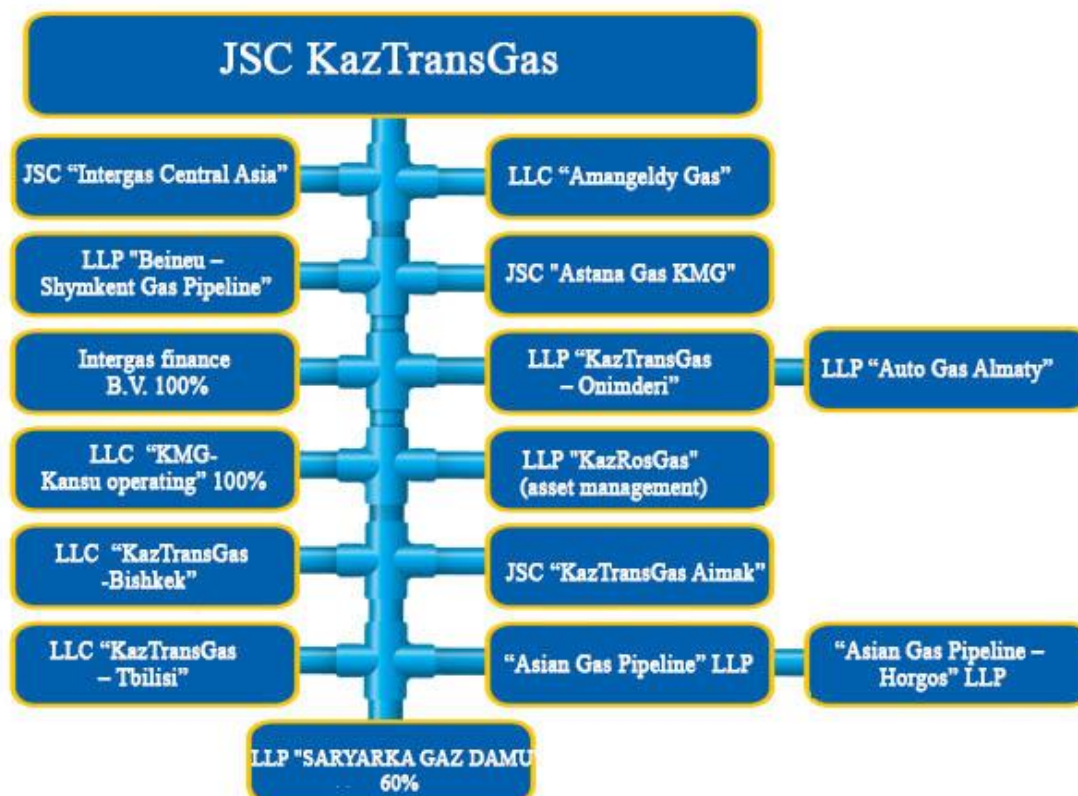 JSC KazTransGas
JSC “Intergas Central Asia”
LLC “Amangeldy Gas”
LLP "Beineu –
Shymkent Gas Pipeline”
JSC "Astana Gas KMG"
Intergas finance
B.V. 100%
LLP “KazTransGas
– Onimderi”
LLP “Auto Gas Almaty”
LLC “KMG-
Kansu operating” 100%
LLP "KazRosGas"
(asset management)
LLC “KazTransGas
-Bishkek”
JSC “KazTransGas Aimak”
LLC “KazTransGas
– Tbilisi”
“Asian Gas Pipeline” LLP
“Asian Gas Pipeline –
Horgos” LLP
LLP "SARYARKA GAZ DAMU
60%